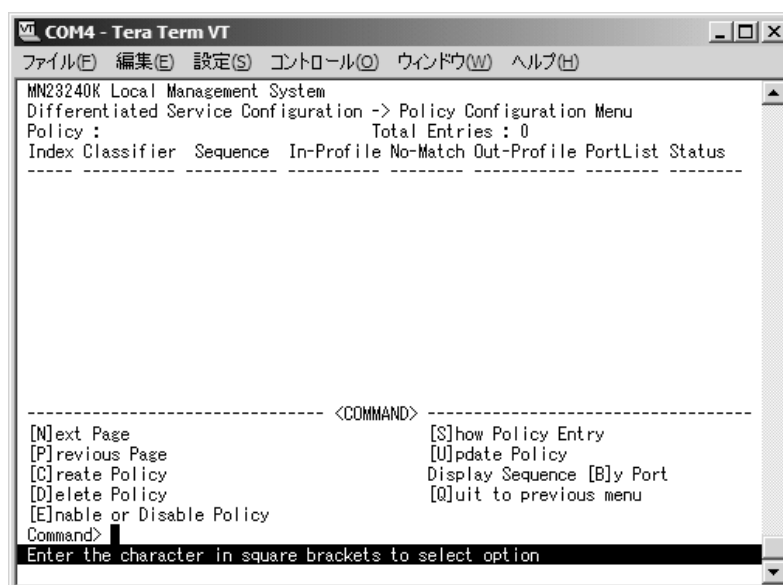 COM4 - Tera Term VT
ファイル(F) 編集(E) 設定(S) コントロール(O) ウィンドウ(W) ヘルプ(H)
MN23240K Local Management System
Differentiated Service Configuration -> Policy Configuration Menu
Policy : Total Entries : 0
Index Classifier Sequence In-Profile No-Match Out-Profile PortList Status
----- ---------- ---------- ---------- -------- ----------- -------- --------
------------------------------- <COMMAND> ----------------------------------
[N]ext Page [S]how Policy Entry
[P]revious Page [U]pdate Policy
[C]reate Policy Display Sequence [B]y Port
[D]elete Policy [Q]uit to previous menu
[E]nable or Disable Policy
Command>
Enter the character in square brackets to select option